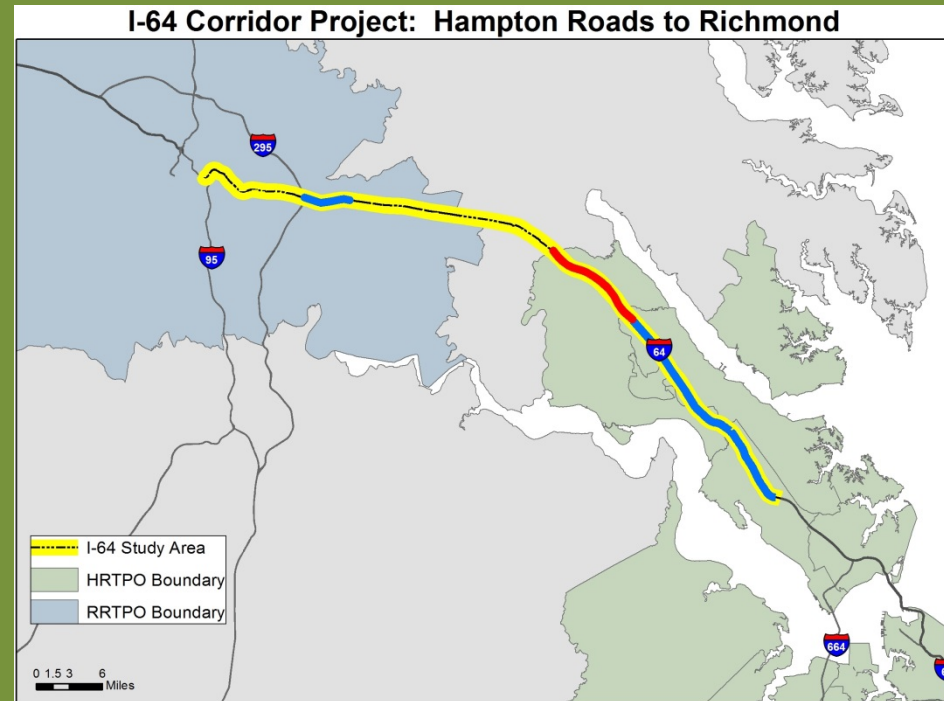 I-64 Corridor Project: Hampton Roads to Richmond
295
95
64
I-64 Study Area
HRTPO Boundary
RRTPO Boundary
664
0 1.5 3 6
Miles